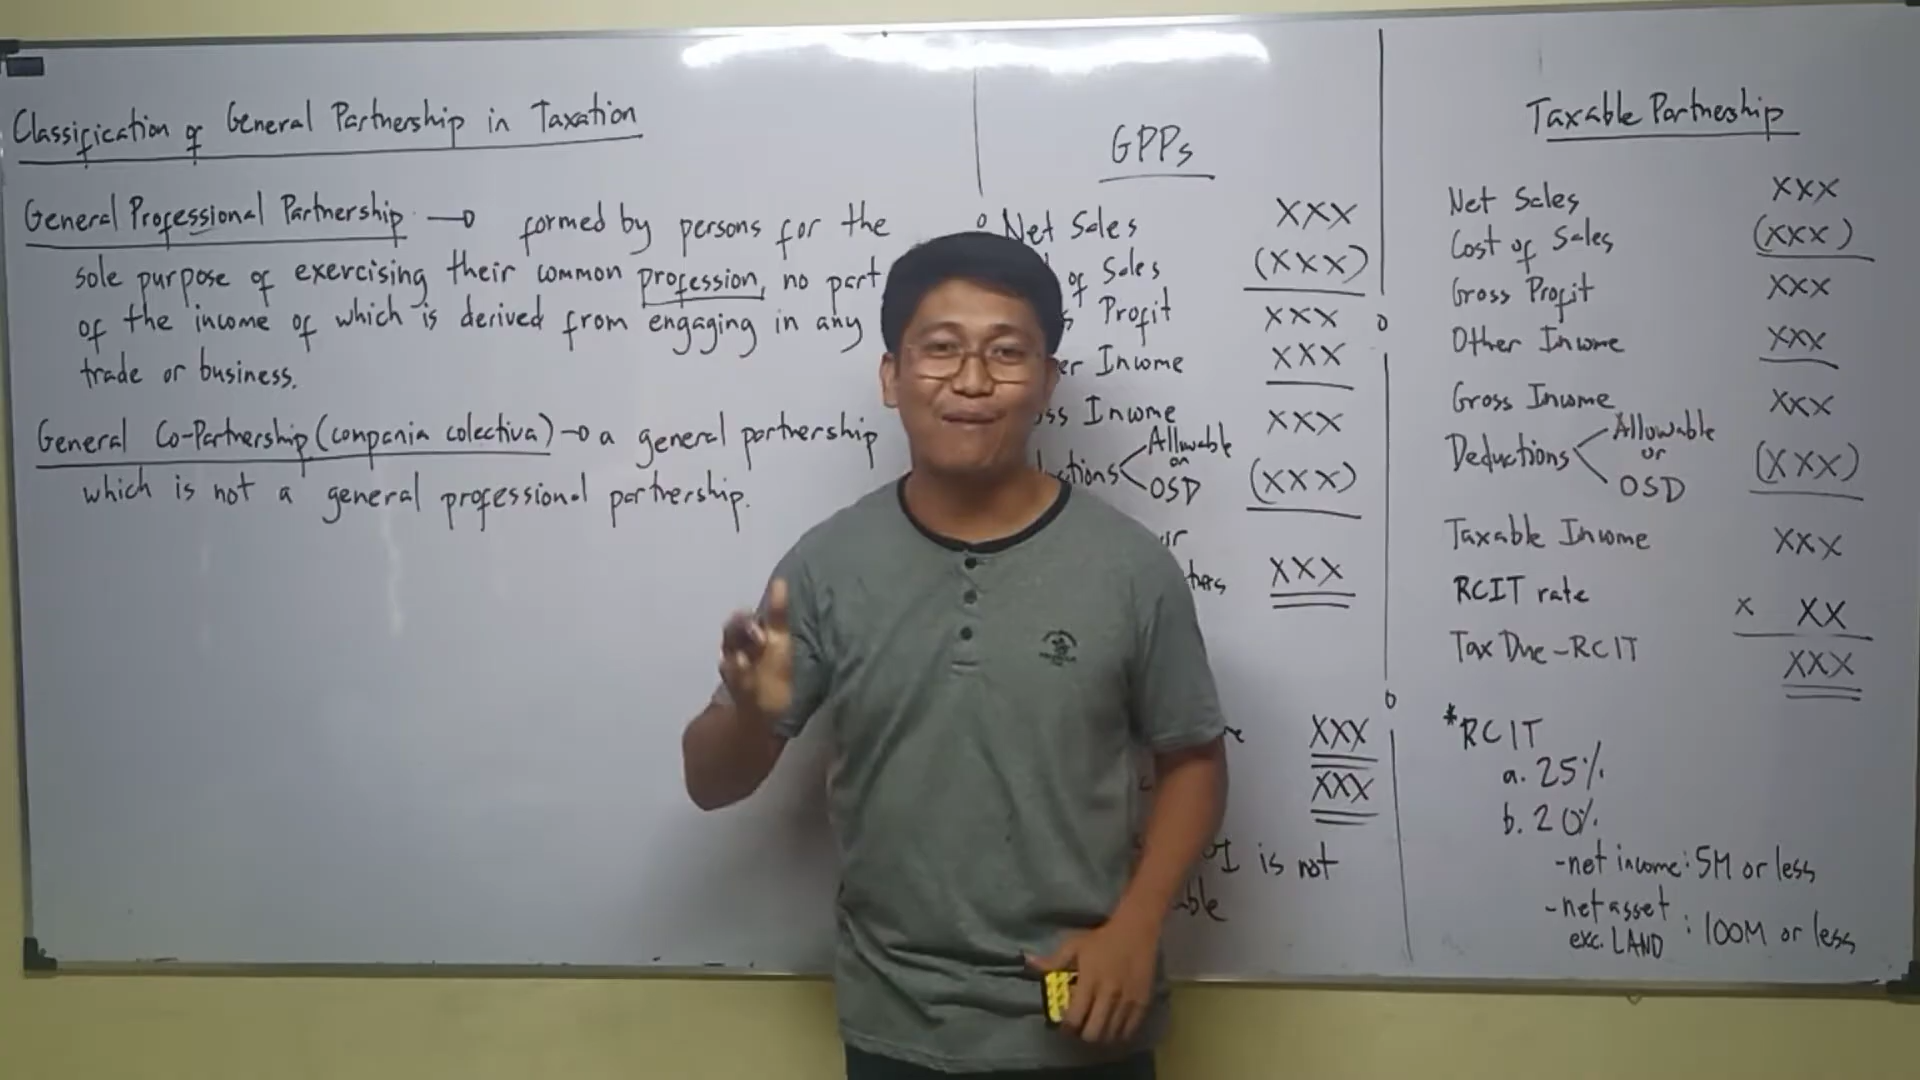 Classification of General Partnership in Taxation
General Professional Partnership → formed by persons for the
sole purpose of exercising their common profession, no part
of the income of which is derived from engaging in any
trade or business.
General Co-Partnership (compania colectiva) → a general partnership
which is not a general professional partnership.
GPPs
Net Sales XXX
of Sales (XXX)
Profit XXX
Income XXX
Income XXX
Allowable
or
OSD (XXX)
XXX
XXX
XXX
is not
Taxable Partnership
Net Sales XXX
Cost of Sales (XXX)
Gross Profit XXX
Other Income XXX
Gross Income XXX
Deductions Allowable
or
OSD (XXX)
Taxable Income XXX
RCIT rate x XX
Tax Due - RCIT XXX
*RCIT
a. 25%
b. 20%
- net income: 5M or less
- net asset
exc. LAND : 100M or less